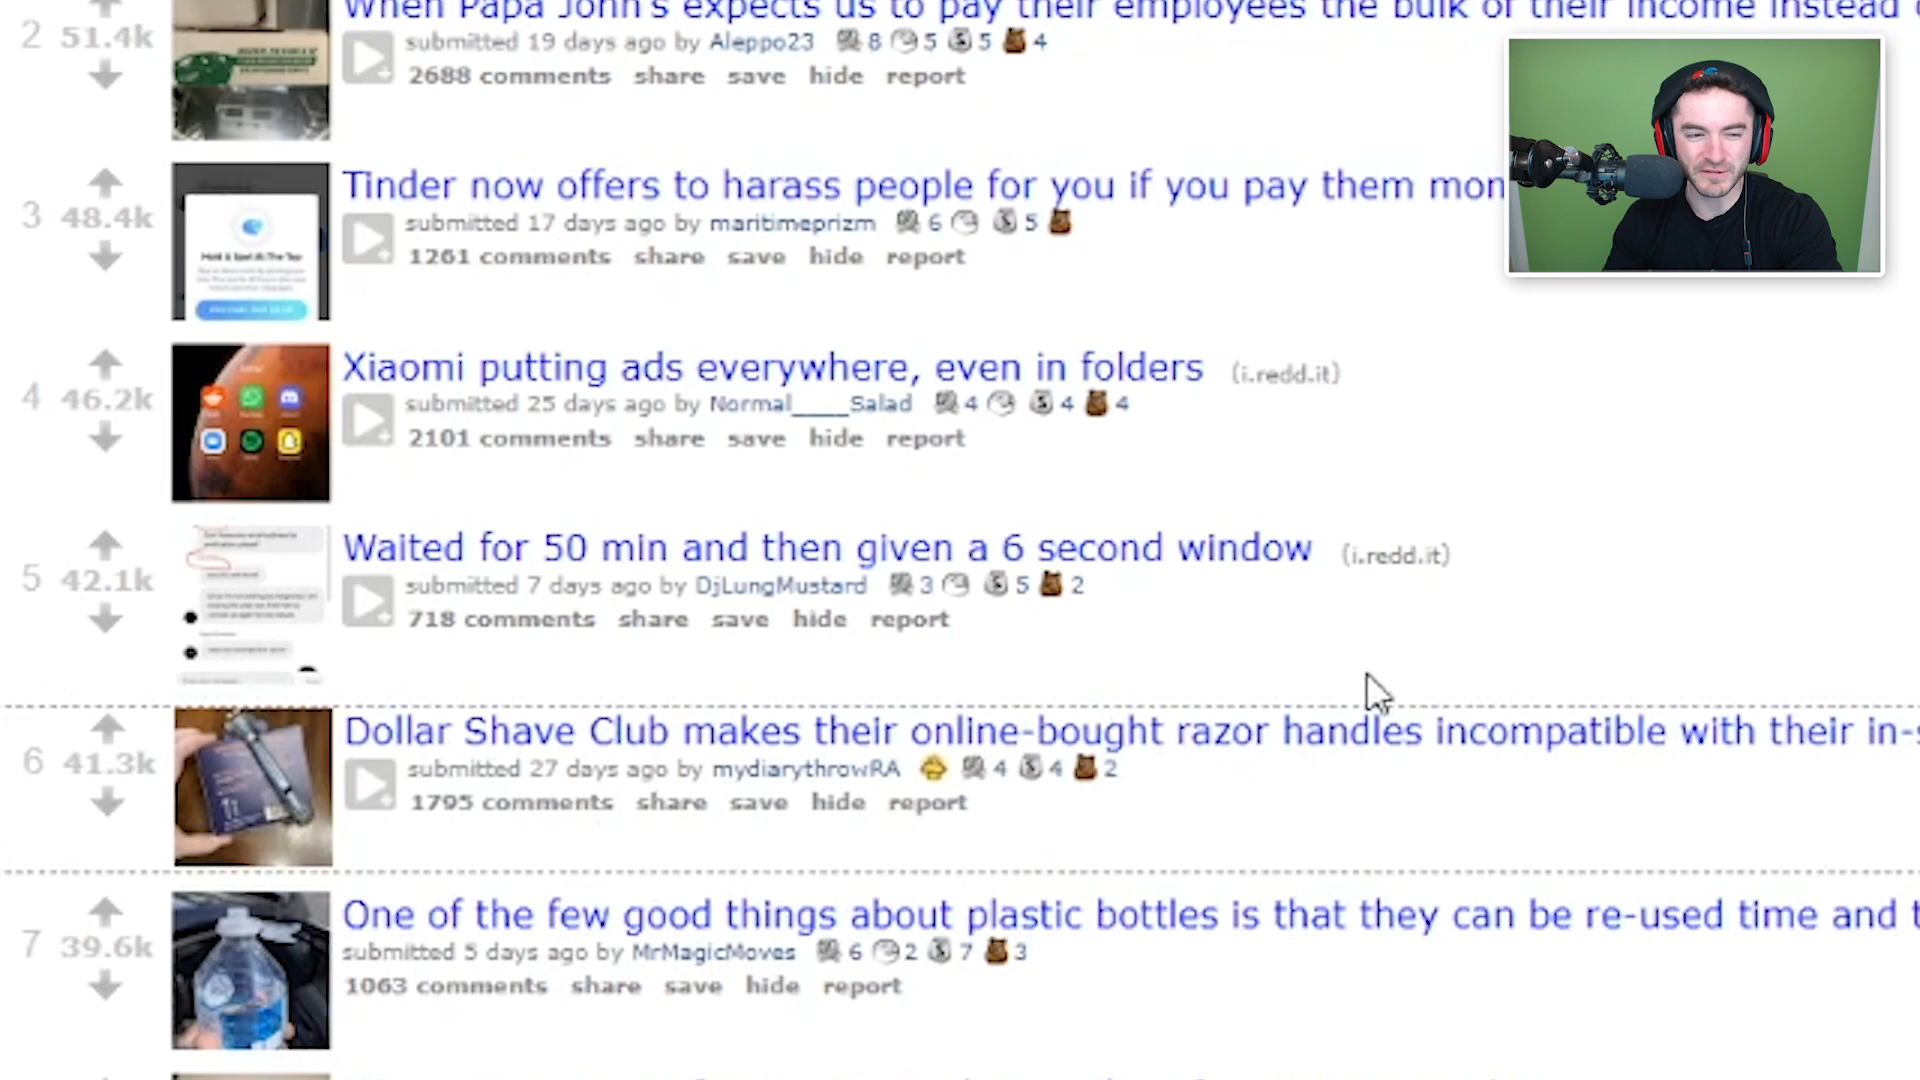 When Papa John's expects us to pay their employees the bulk of their income instead
2 51.4k
submitted 19 days ago by Aleppo23 8 5 5 4
2688 comments share save hide report
Tinder now offers to harass people for you if you pay them mon
3 48.4k
submitted 17 days ago by maritimeprizm 6 5
1261 comments share save hide report
Hold A Spot At The Top
Xiaomi putting ads everywhere, even in folders (i.redd.it)
4 46.2k
submitted 25 days ago by Normal____Salad 4 4 4
2101 comments share save hide report
Waited for 50 min and then given a 6 second window (i.redd.it)
5 42.1k
submitted 7 days ago by DjLungMustard 3 5 2
718 comments share save hide report
Dollar Shave Club makes their online-bought razor handles incompatible with their in-s
6 41.3k
submitted 27 days ago by mydiarythrowRA 4 4 2
1795 comments share save hide report
One of the few good things about plastic bottles is that they can be re-used time and t
7 39.6k
submitted 5 days ago by MrMagicMoves 6 2 7 3
1063 comments share save hide report